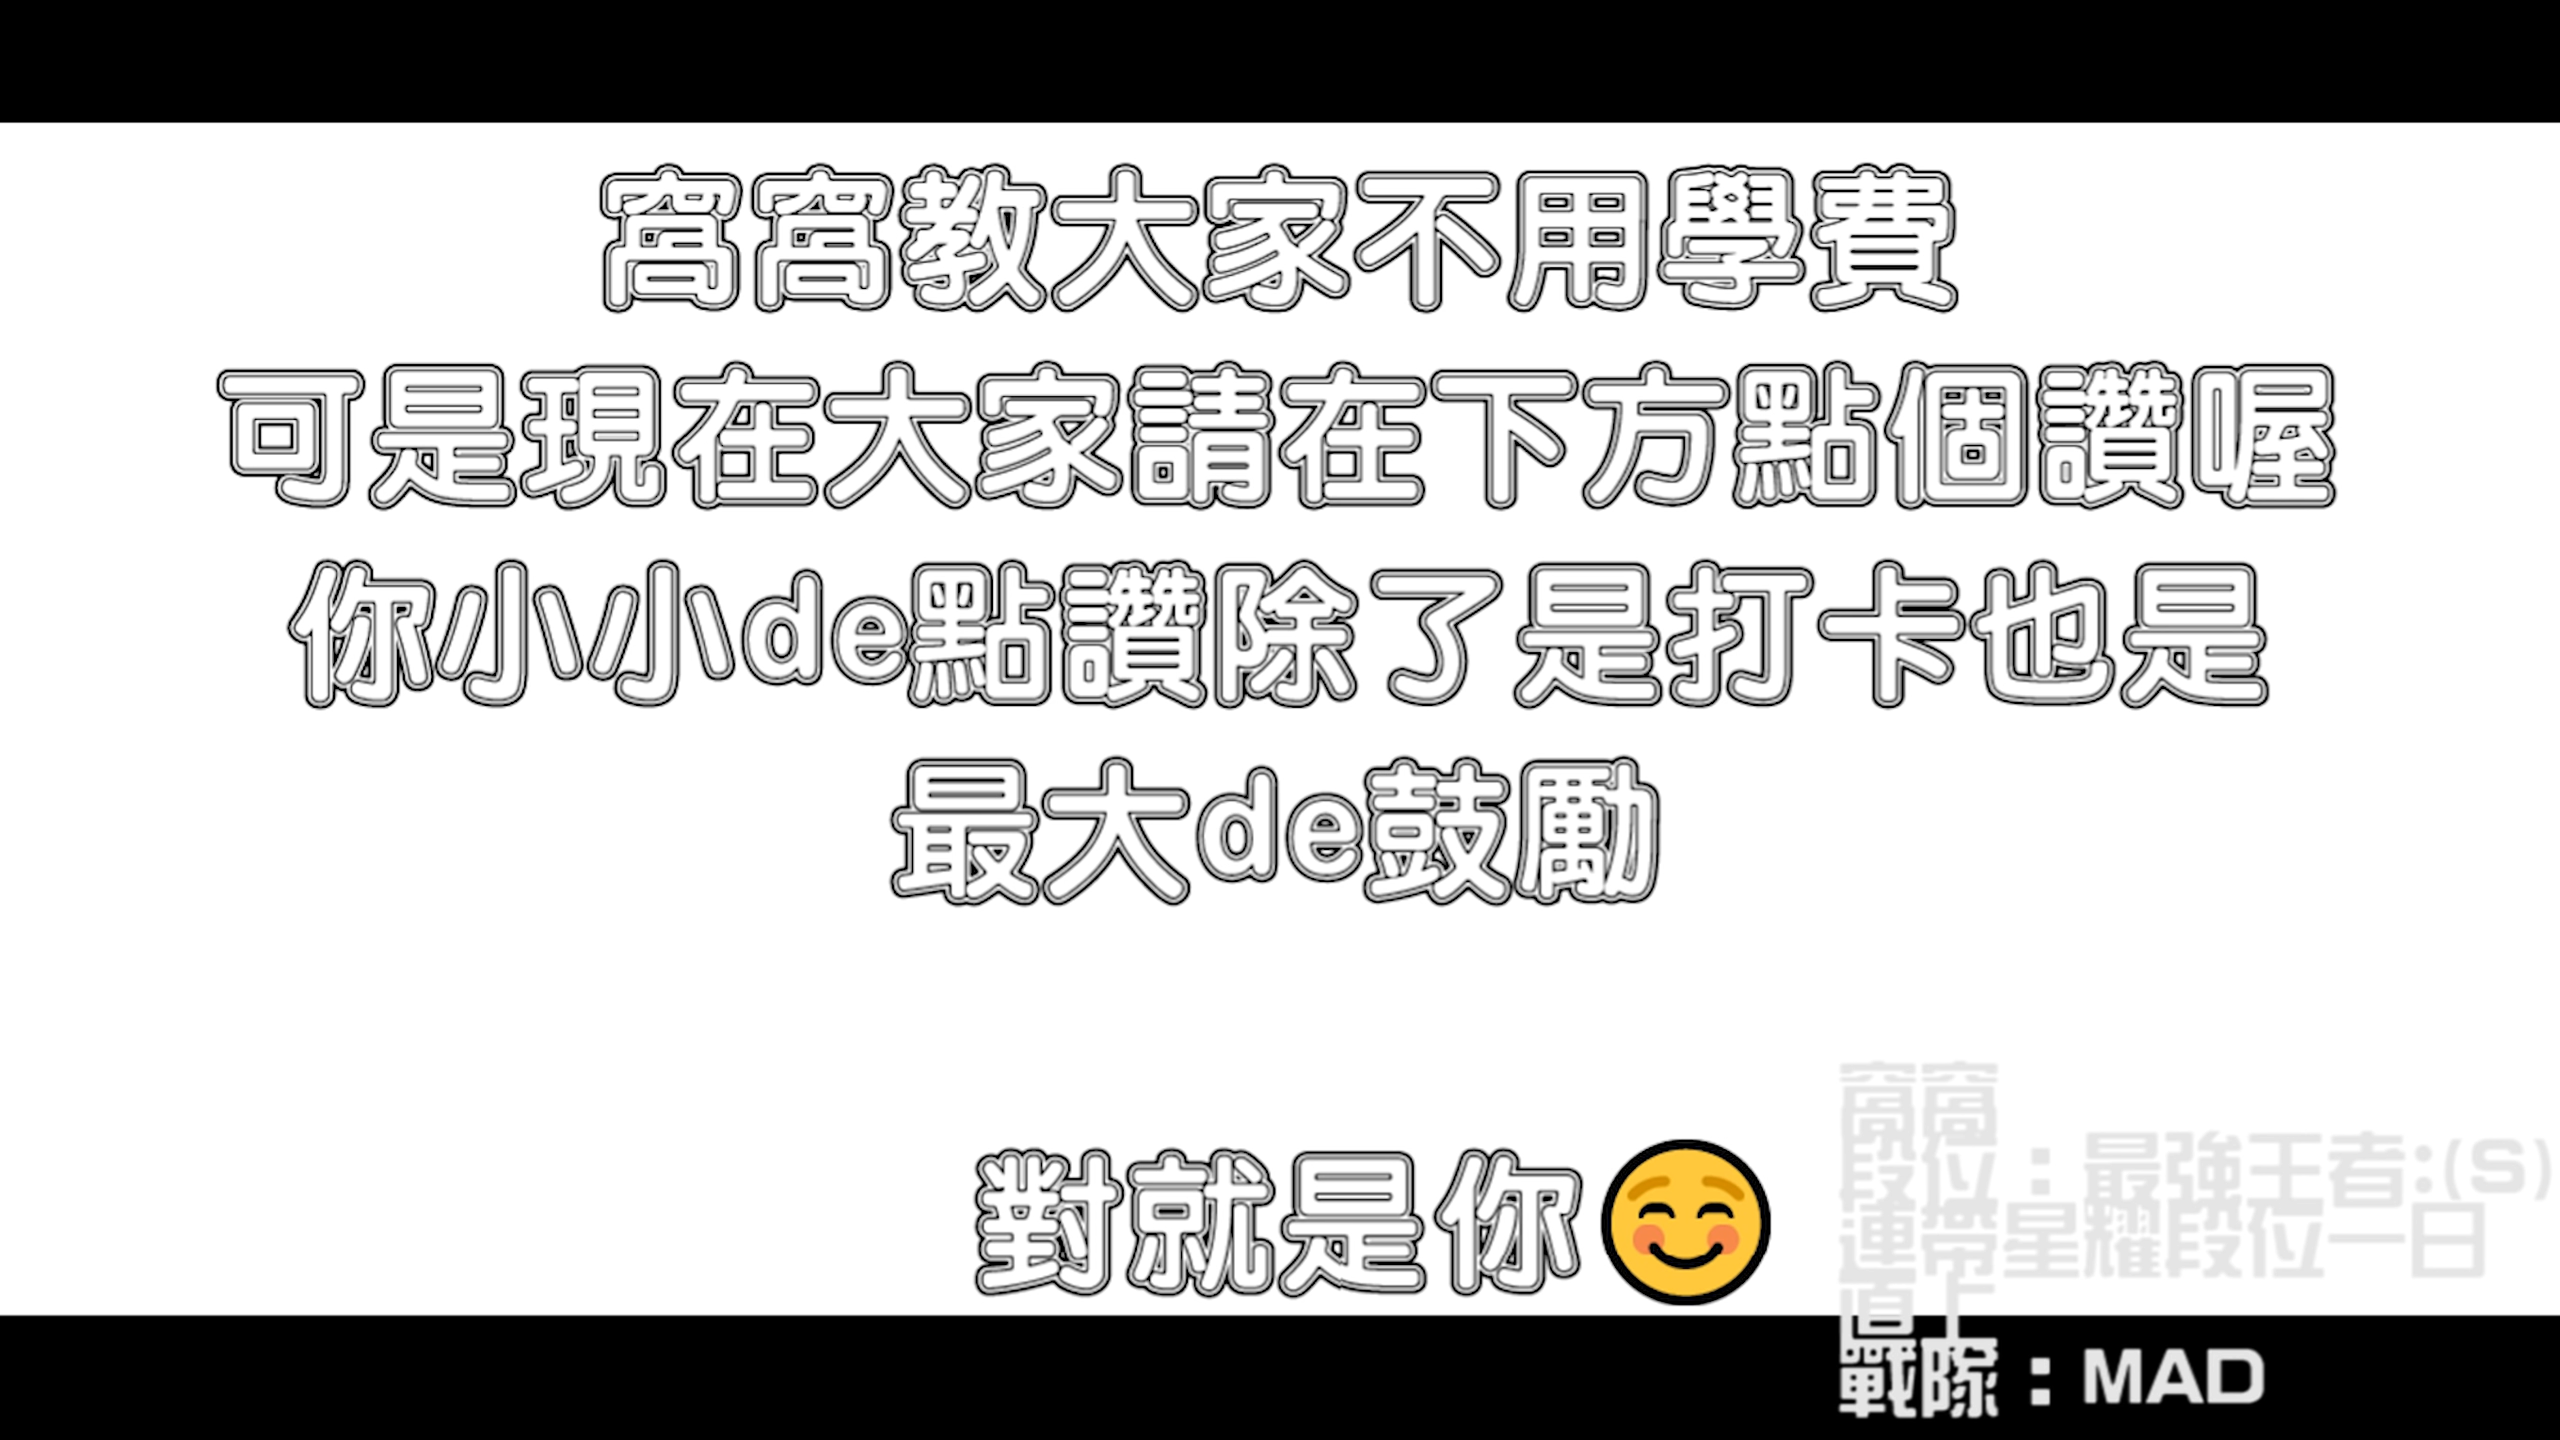 窩窩教大家不用學費
可是現在大家請在下方點個讚喔
你小小de點讚除了是打卡也是
最大de鼓勵
對就是你😊
窩窩
段位：最強王者:(S)
連帶星耀段位一日
直上
戰隊：MAD